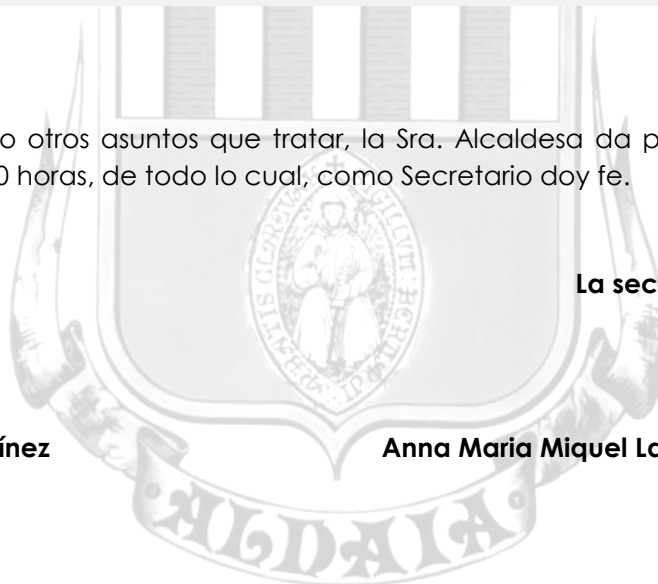 o otros asuntos que tratar, la Sra. Alcaldesa da p
0 horas, de todo lo cual, como Secretario doy fe.
La sec
ínez Anna Maria Miquel La
ALDAIA